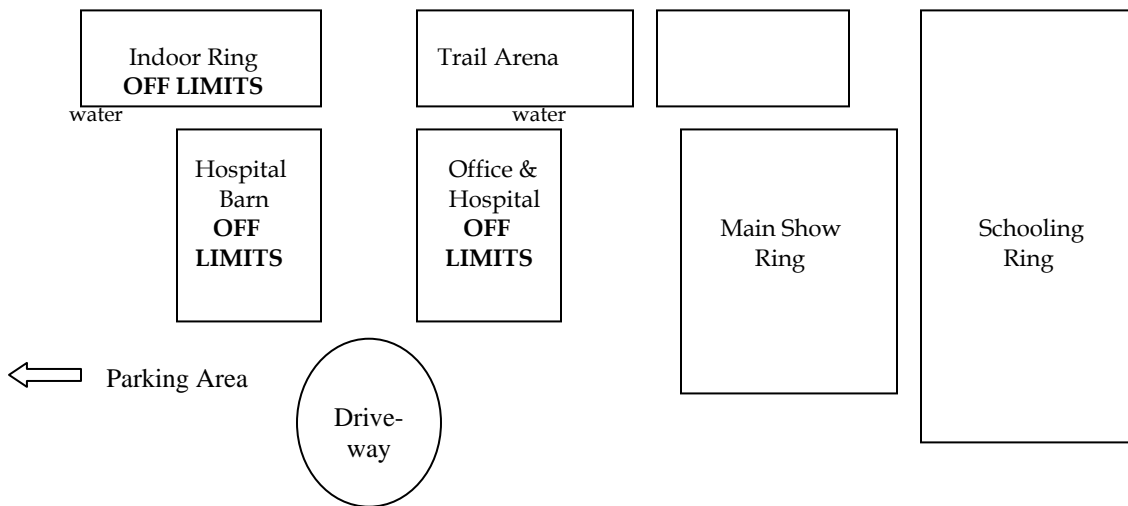 Indoor Ring
OFF LIMITS
Trail Arena
water
water
Hospital
Barn
OFF
LIMITS
Office &
Hospital
OFF
LIMITS
Main Show
Ring
Schooling
Ring
Parking Area
Drive-
way